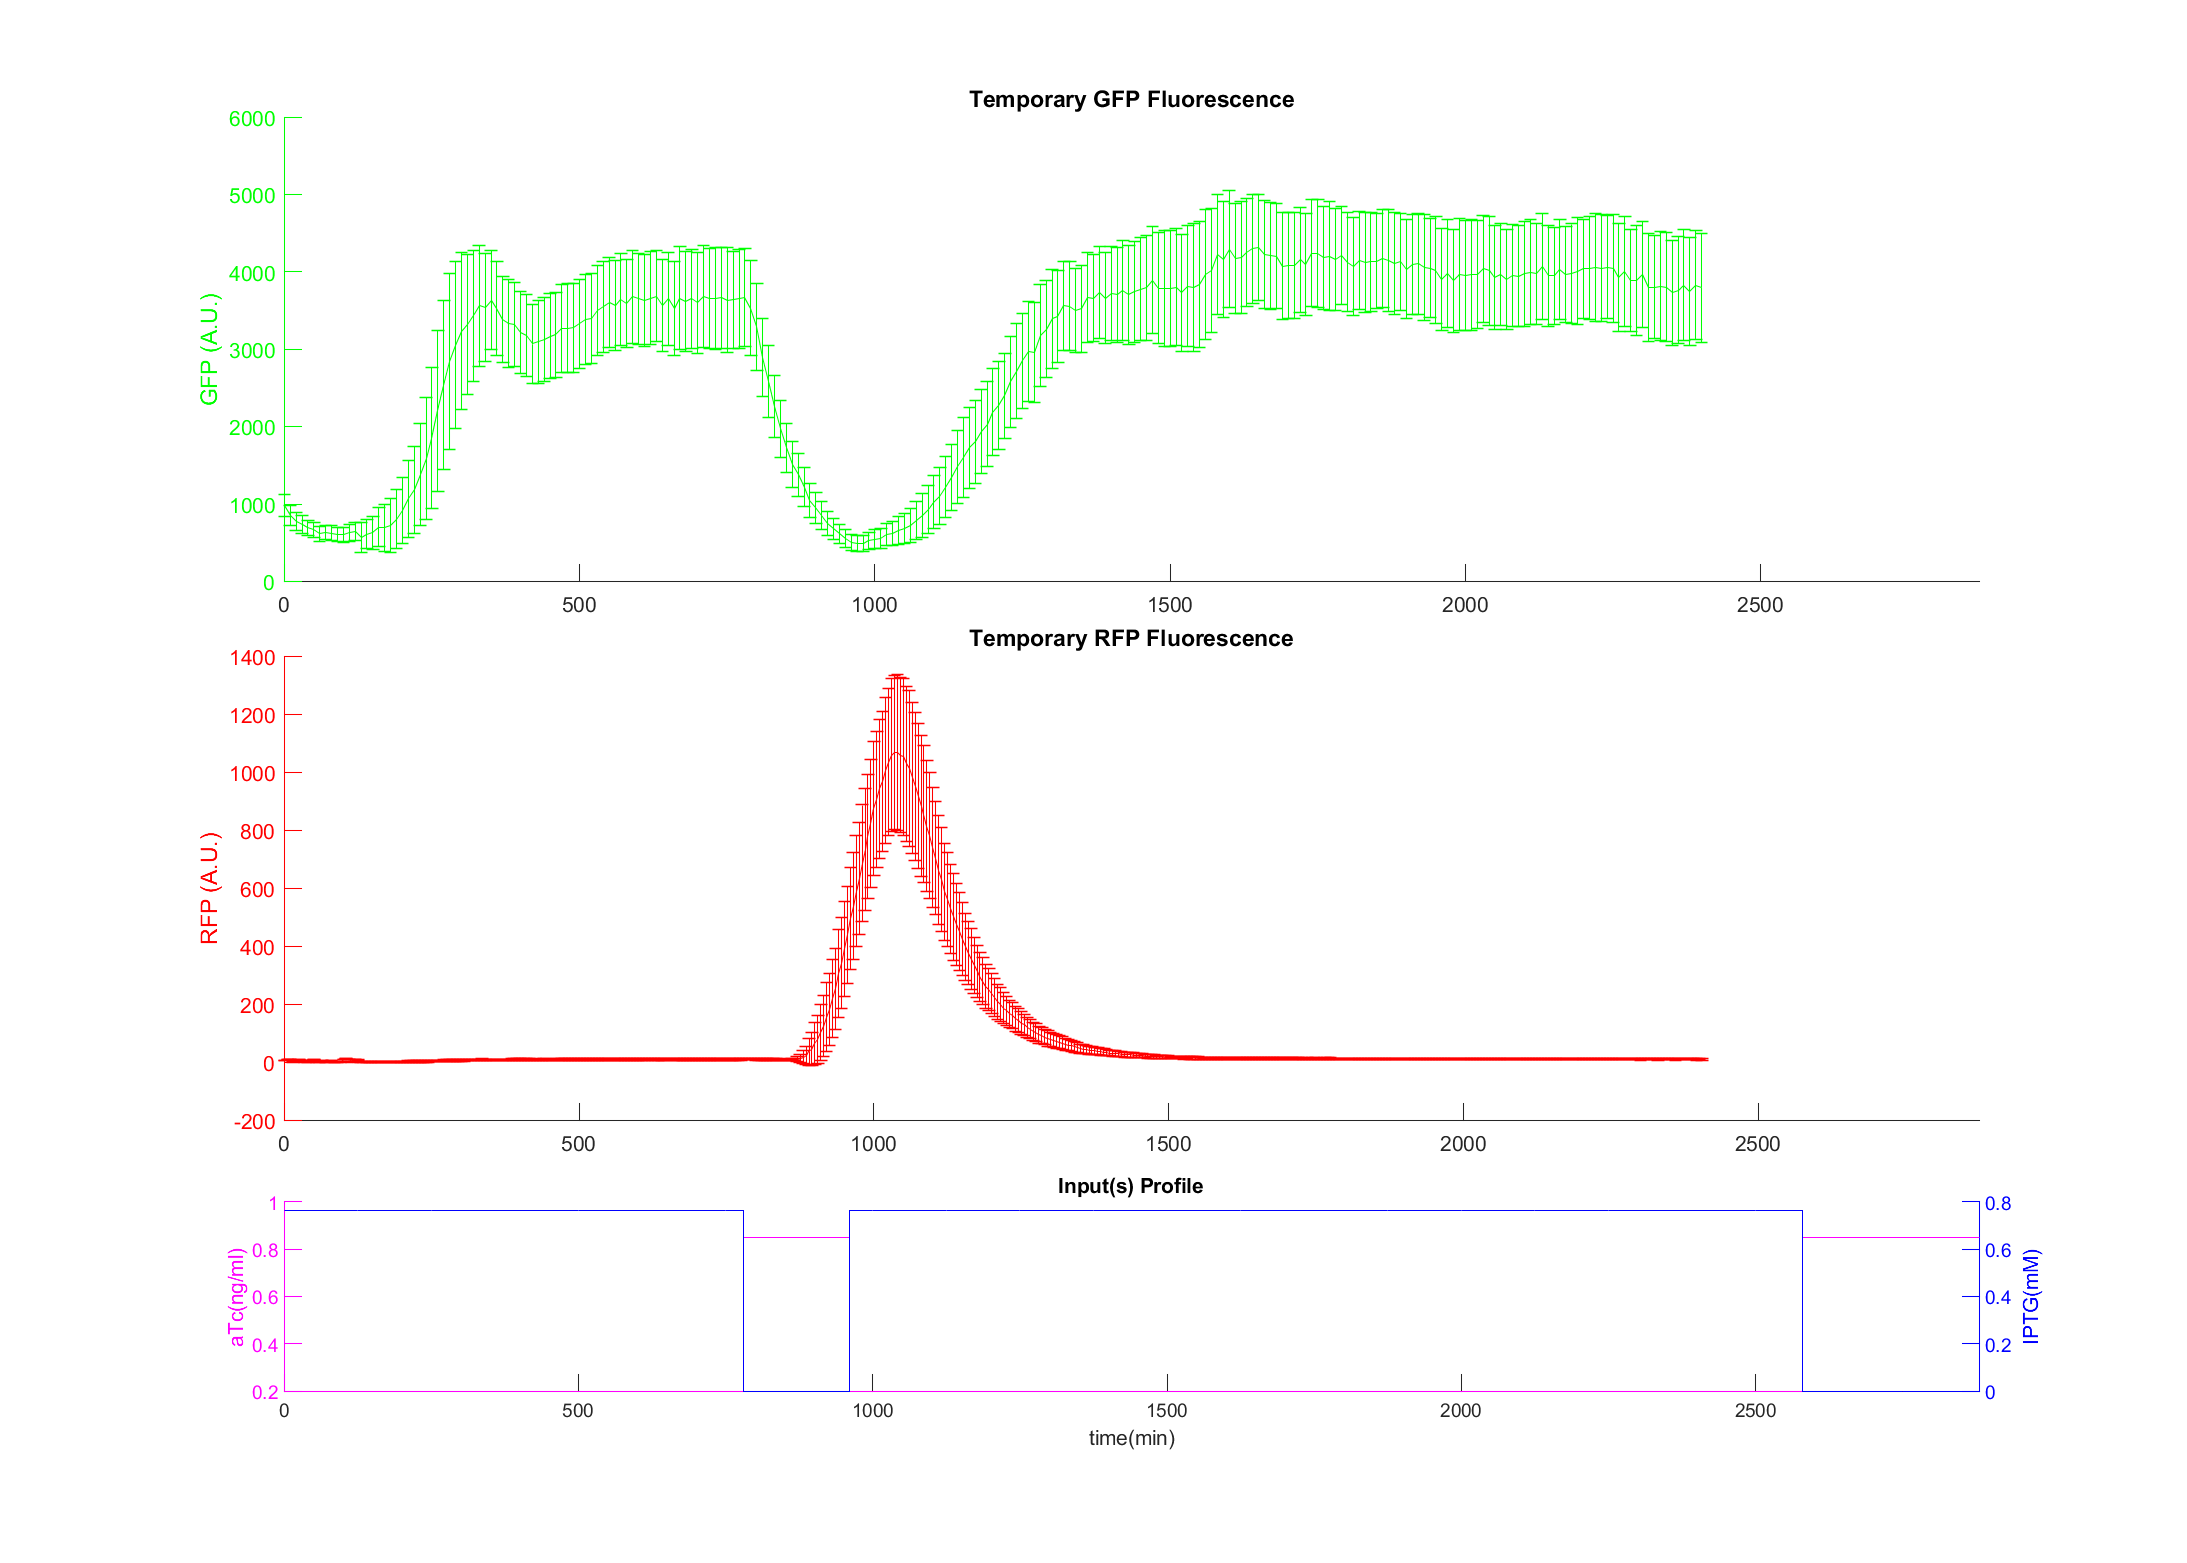 Temporary GFP Fluorescence
6000
5000
4000
3000
2000
1000
0
GFP (A.U.)
0 500 1000 1500 2000 2500
Temporary RFP Fluorescence
1400
1200
1000
800
600
400
200
0
-200
RFP (A.U.)
0 500 1000 1500 2000 2500
Input(s) Profile
1
0.8
0.6
0.4
0.2
aTc(ng/ml)
0.8
0.6
0.4
0.2
0
IPTG(mM)
0 500 1000 1500 2000 2500
time(min)